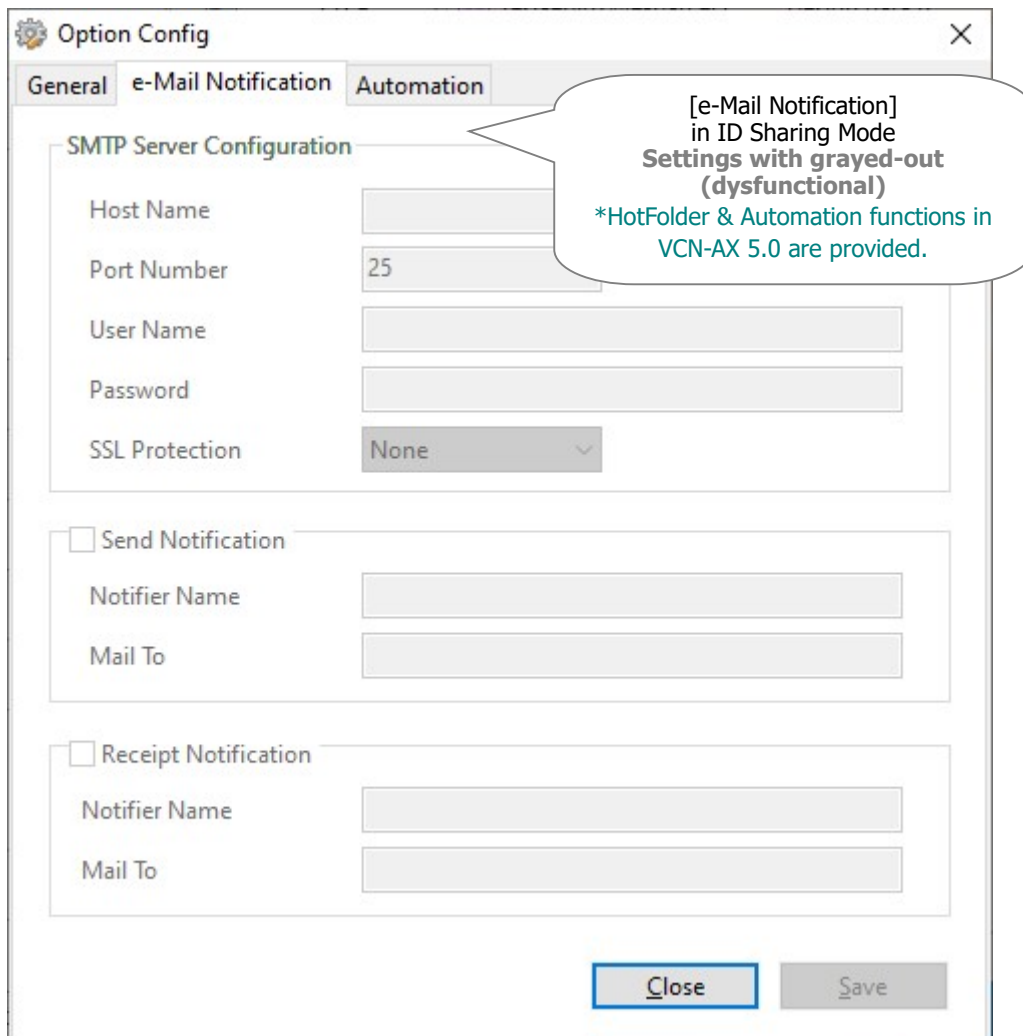 Option Config
General
e-Mail Notification
Automation
[e-Mail Notification]
in ID Sharing Mode
Settings with grayed-out
(dysfunctional)
*HotFolder & Automation functions in
VCN-AX 5.0 are provided.
SMTP Server Configuration
Host Name
Port Number
25
User Name
Password
SSL Protection
None
Send Notification
Notifier Name
Mail To
Receipt Notification
Notifier Name
Mail To
Close
Save